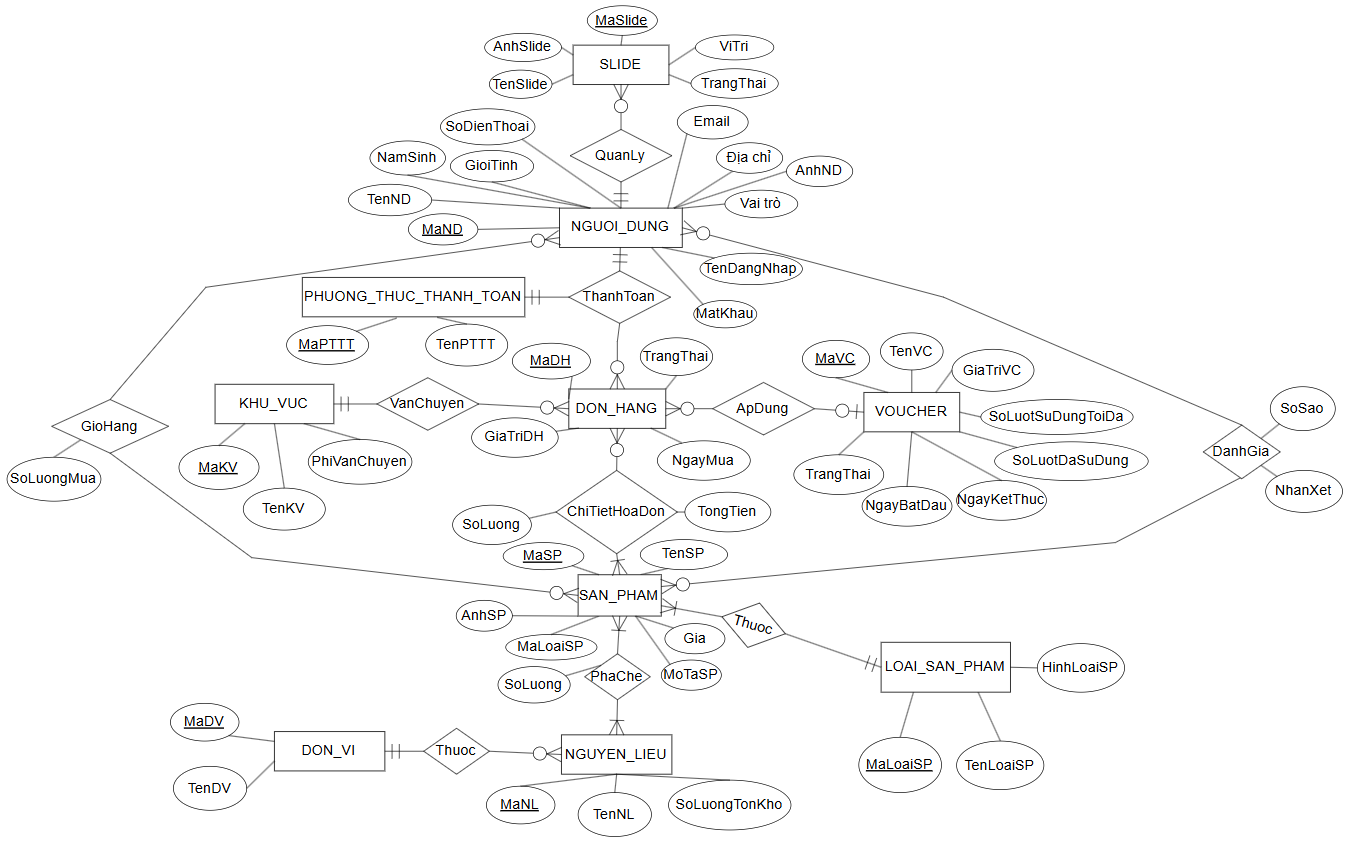 MaSlide
AnhSlide
ViTri
SLIDE
TenSlide
TrangThai
SoDienThoai
Email
NamSinh
GioiTinh
QuanLy
Địa chỉ
AnhND
TenND
Vai trò
MaND
NGUOI_DUNG
TenDangNhap
PHUONG_THUC_THANH_TOAN
ThanhToan
MatKhau
MaPTTT
TenPTTT
MaDH
TrangThai
MaVC
TenVC
GiaTriVC
KHU_VUC
VanChuyen
DON_HANG
ApDung
VOUCHER
SoLuotSuDungToiDa
SoSao
GioHang
GiaTriDH
NgayMua
SoLuotDaSuDung
DanhGia
SoLuongMua
MaKV
PhiVanChuyen
TrangThai
NhanXet
TenKV
NgayBatDau
NgayKetThuc
SoLuong
ChiTietHoaDon
TongTien
MaSP
TenSP
SAN_PHAM
AnhSP
Thuoc
MaLoaiSP
Gia
LOAI_SAN_PHAM
HinhLoaiSP
SoLuong
PhaChe
MoTaSP
MaDV
DON_VI
Thuoc
NGUYEN_LIEU
MaLoaiSP
TenLoaiSP
TenDV
MaNL
TenNL
SoLuongTonKho